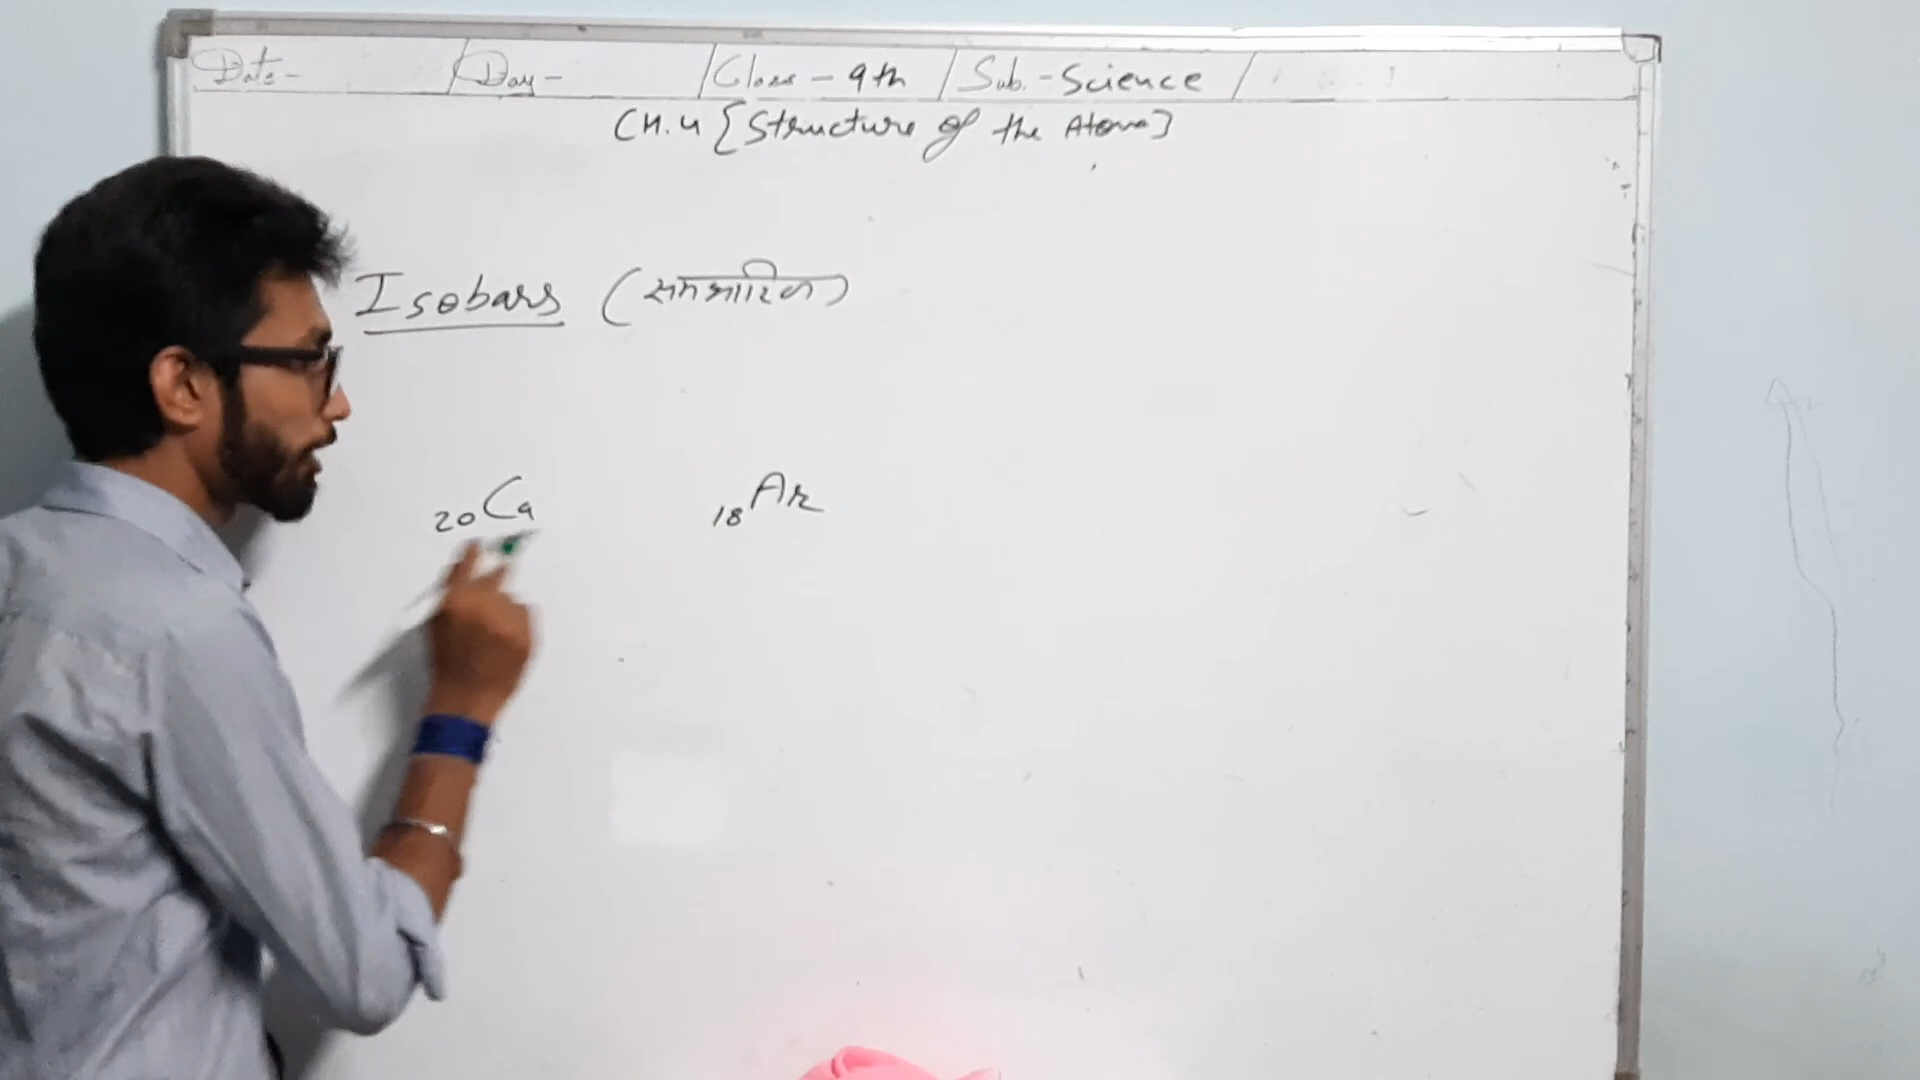 Date- / Day- / Class - 9th / Sub. - Science /
CH.4 [Structure of the Atom]
Isobars (समभारिक)
20Ca 18Ar